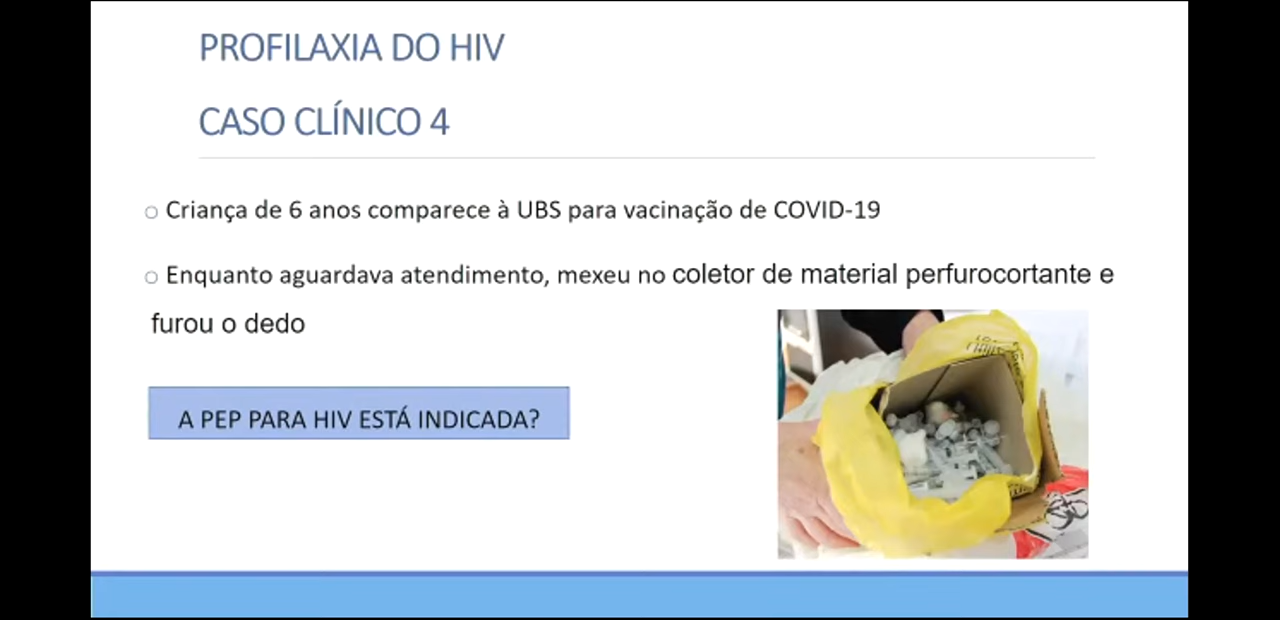 PROFILAXIA DO HIV
CASO CLÍNICO 4
Criança de 6 anos comparece à UBS para vacinação de COVID-19
Enquanto aguardava atendimento, mexeu no coletor de material perfurocortante e
furou o dedo
A PEP PARA HIV ESTÁ INDICADA?